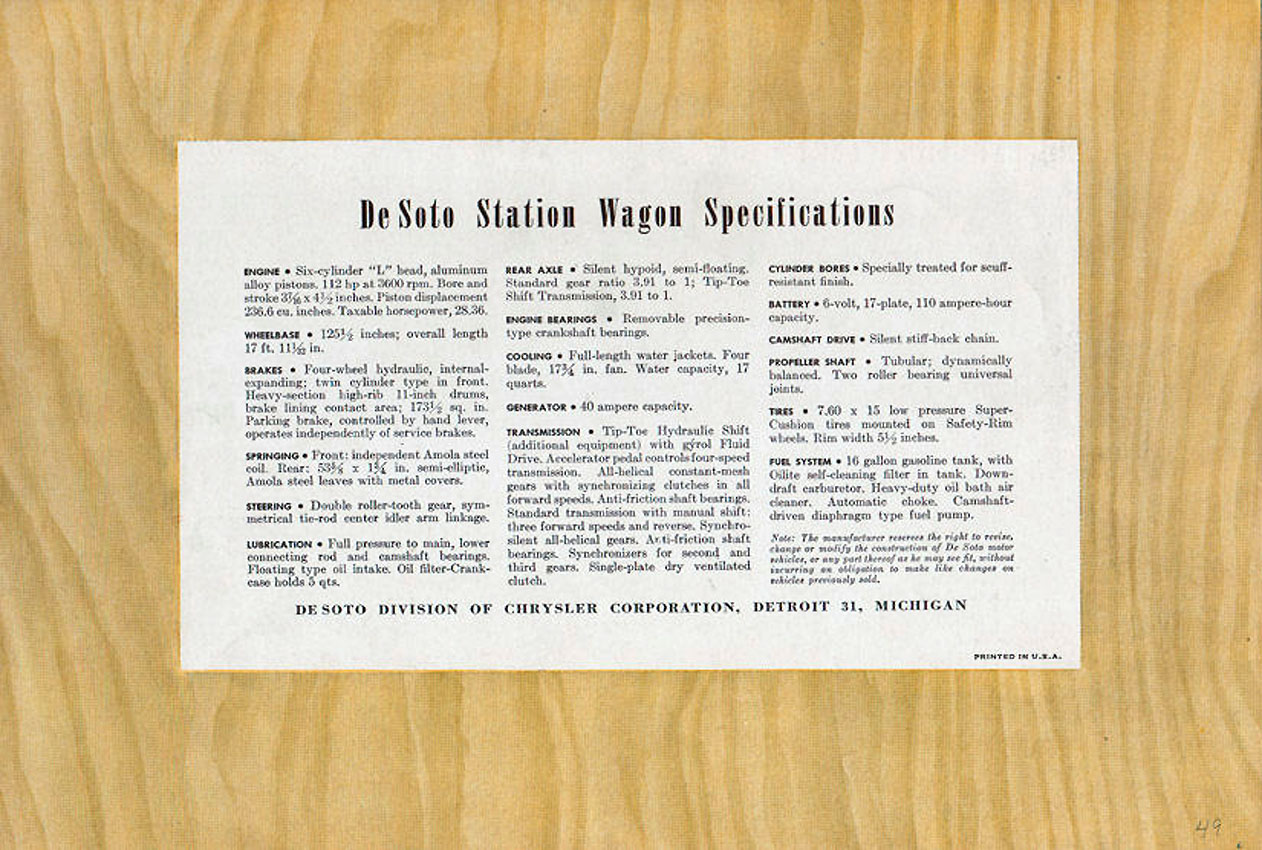 De Soto Station Wagon Specifications
ENGINE • Six-cylinder “L” head, aluminum
alloy pistons. 112 hp at 3600 rpm. Bore and
stroke 3 7/16 x 4 1/2 inches. Piston displacement
236.6 cu. inches. Taxable horsepower, 28.36.
WHEELBASE • 125 1/2 inches; overall length
17 ft. 11 1/32 in.
BRAKES • Four-wheel hydraulic, internal-
expanding; twin cylinder type in front.
Heavy-section high-rib 11-inch drums,
brake lining contact area; 173 1/2 sq. in.
Parking brake, controlled by hand lever,
operates independently of service brakes.
SPRINGING • Front: independent Amola steel
coil. Rear: x 1 3/4 in. semi-elliptic,
Amola steel leaves with metal covers.
STEERING • Double roller-tooth gear, sym-
metrical tie-rod center idler arm linkage.
LUBRICATION • Full pressure to main, lower
connecting rod and camshaft bearings.
Floating type oil intake. Oil filter-Crank-
case holds 5 qts.
REAR AXLE • Silent hypoid, semi-floating.
Standard gear ratio 3.91 to 1; Tip-Toe
Shift Transmission, 3.91 to 1.
ENGINE BEARINGS • Removable precision-
type crankshaft bearings.
COOLING • Full-length water jackets. Four
blade, 17 3/4 in. fan. Water capacity, 17
quarts.
GENERATOR • 40 ampere capacity.
TRANSMISSION • Tip-Toe Hydraulic Shift
(additional equipment) with gýrol Fluid
Drive. Accelerator pedal controls four-speed
transmission. All-helical constant-mesh
gears with synchronizing clutches in all
forward speeds. Anti-friction shaft bearings.
Standard transmission with manual shift:
three forward speeds and reverse. Synchro-
silent all-helical gears. Anti-friction shaft
bearings. Synchronizers for second and
third gears. Single-plate dry ventilated
clutch.
CYLINDER BORES • Specially treated for scuff-
resistant finish.
BATTERY • 6-volt, 17-plate, 110 ampere-hour
capacity.
CAMSHAFT DRIVE • Silent stiff-back chain.
PROPELLER SHAFT • Tubular; dynamically
balanced. Two roller bearing universal
joints.
TIRES • 7.60 x 15 low pressure Super-
Cushion tires mounted on Safety-Rim
wheels. Rim width 5 1/2 inches.
FUEL SYSTEM • 16 gallon gasoline tank, with
Oilite self-cleaning filter in tank. Down-
draft carburetor. Heavy-duty oil bath air
cleaner. Automatic choke. Camshaft-
driven diaphragm type fuel pump.
Note: The manufacturer reserves the right to revise,
change or modify the construction of De Soto motor
vehicles, or any part thereof as he may see fit, without
incurring an obligation to make like changes on
vehicles previously sold.
DE SOTO DIVISION OF CHRYSLER CORPORATION, DETROIT 31, MICHIGAN
PRINTED IN U.S.A.
49